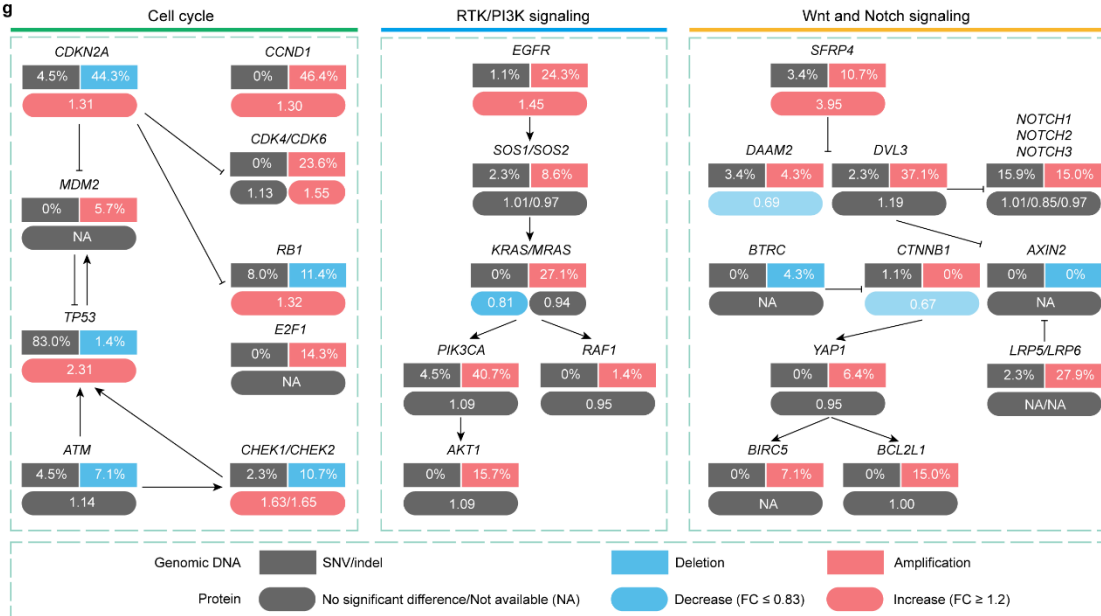 g
Cell cycle
RTK/PI3K signaling
Wnt and Notch signaling
CDKN2A
4.5% 44.3%
1.31
CCND1
0% 46.4%
1.30
CDK4/CDK6
0% 23.6%
1.13 1.55
MDM2
0% 5.7%
NA
RB1
8.0% 11.4%
1.32
TP53
83.0% 1.4%
2.31
E2F1
0% 14.3%
NA
ATM
4.5% 7.1%
1.14
CHEK1/CHEK2
2.3% 10.7%
1.63/1.65
EGFR
1.1% 24.3%
1.45
SOS1/SOS2
2.3% 8.6%
1.01/0.97
KRAS/MRAS
0% 27.1%
0.81 0.94
PIK3CA
4.5% 40.7%
1.09
RAF1
0% 1.4%
0.95
AKT1
0% 15.7%
1.09
SFRP4
3.4% 10.7%
3.95
DAAM2
3.4% 4.3%
0.69
DVL3
2.3% 37.1%
1.19
NOTCH1
NOTCH2
NOTCH3
15.9% 15.0%
1.01/0.85/0.97
BTRC
0% 4.3%
NA
CTNNB1
1.1% 0%
0.67
AXIN2
0% 0%
NA
YAP1
0% 6.4%
0.95
LRP5/LRP6
2.3% 27.9%
NA/NA
BIRC5
0% 7.1%
NA
BCL2L1
0% 15.0%
1.00
Genomic DNA SNV/indel Deletion Amplification
Protein No significant difference/Not available (NA) Decrease (FC ≤ 0.83) Increase (FC ≥ 1.2)